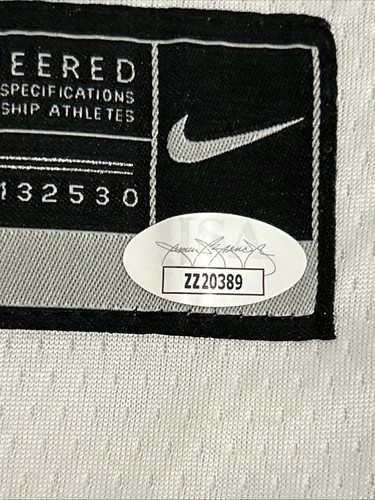 EERED
SPECIFICATIONS
SHIP ATHLETES
132530
JSA
ZZ20389